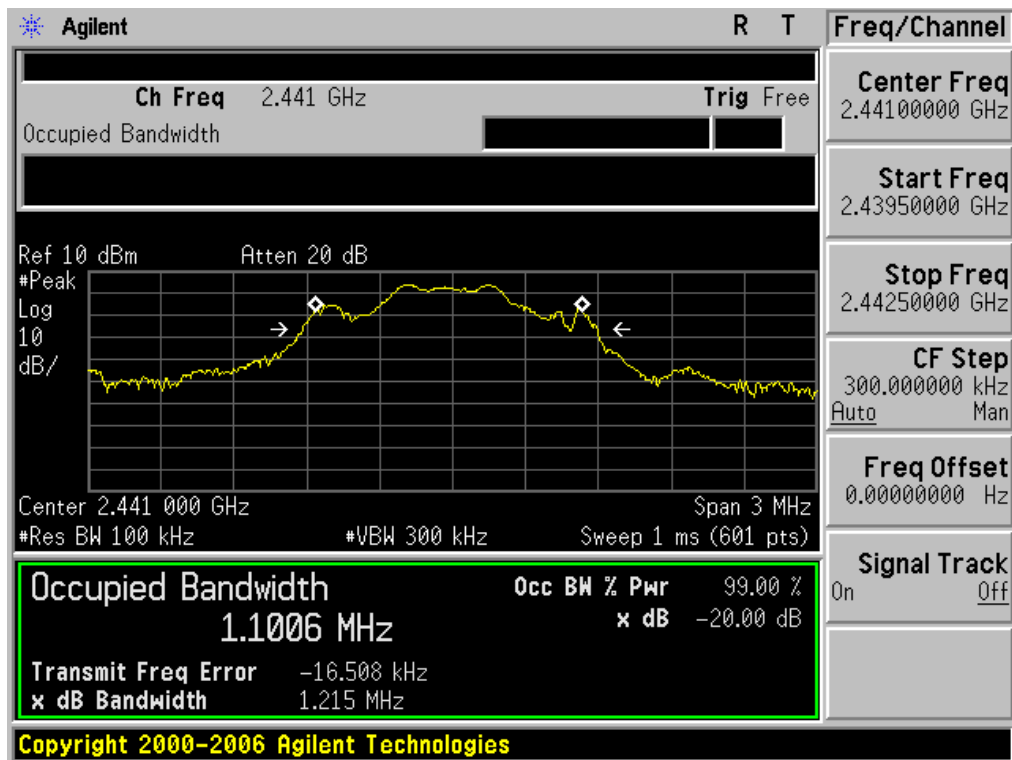 Agilent R T
Freq/Channel
Ch Freq 2.441 GHz Trig Free
Occupied Bandwidth
Ref 10 dBm Atten 20 dB
#Peak
Log
10
dB/
Center 2.441 000 GHz Span 3 MHz
#Res BW 100 kHz #VBW 300 kHz Sweep 1 ms (601 pts)
Occupied Bandwidth Occ BW % Pwr 99.00 %
1.1006 MHz x dB -20.00 dB
Transmit Freq Error -16.508 kHz
x dB Bandwidth 1.215 MHz
Center Freq
2.44100000 GHz
Start Freq
2.43950000 GHz
Stop Freq
2.44250000 GHz
CF Step
300.000000 kHz
Auto Man
Freq Offset
0.00000000 Hz
Signal Track
On Off
Copyright 2000-2006 Agilent Technologies